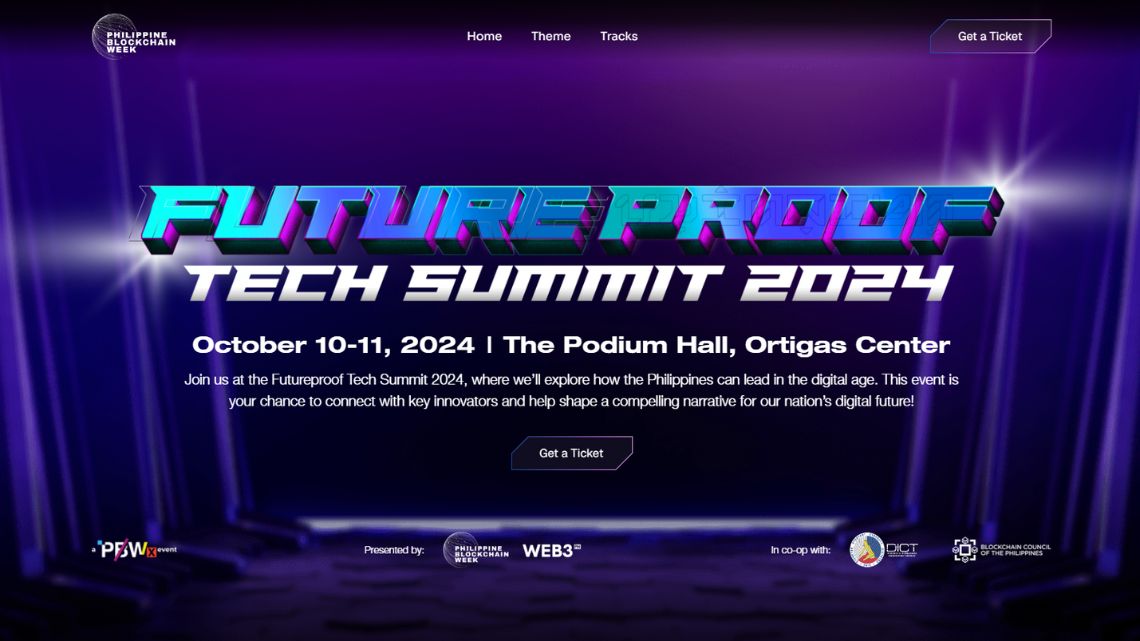 PHILIPPINE
BLOCKCHAIN
WEEK
Home Theme Tracks
Get a Ticket
FUTUREPROOF
TECH SUMMIT 2024
October 10-11, 2024 | The Podium Hall, Ortigas Center
Join us at the Futureproof Tech Summit 2024, where we'll explore how the Philippines can lead in the digital age. This event is
your chance to connect with key innovators and help shape a compelling narrative for our nation's digital future!
Get a Ticket
a PBWx event
Presented by:
PHILIPPINE
BLOCKCHAIN
WEEK
WEB3
In co-op with:
DICT
BLOCKCHAIN COUNCIL
OF THE PHILIPPINES